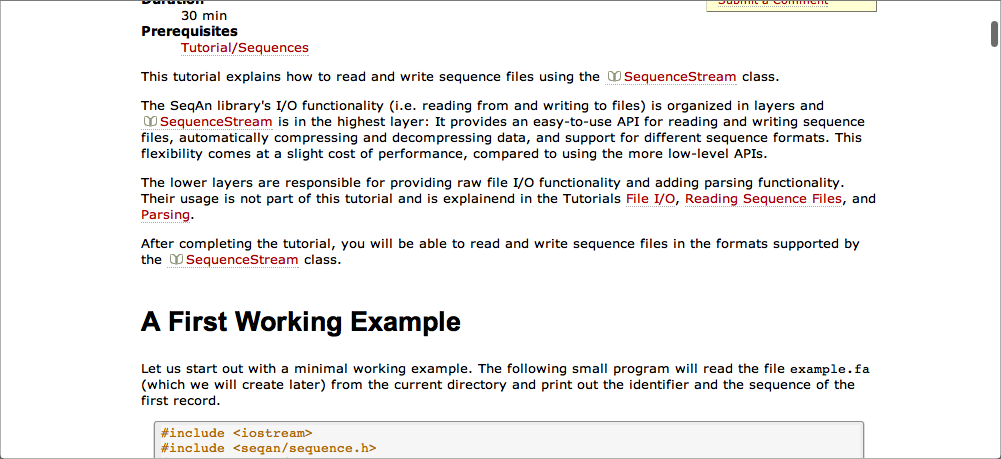 Duration
Submit a Comment
30 min
Prerequisites
Tutorial/Sequences
This tutorial explains how to read and write sequence files using the SequenceStream class.
The SeqAn library's I/O functionality (i.e. reading from and writing to files) is organized in layers and
SequenceStream is in the highest layer: It provides an easy-to-use API for reading and writing sequence
files, automatically compressing and decompressing data, and support for different sequence formats. This
flexibility comes at a slight cost of performance, compared to using the more low-level APIs.
The lower layers are responsible for providing raw file I/O functionality and adding parsing functionality.
Their usage is not part of this tutorial and is explainend in the Tutorials File I/O, Reading Sequence Files, and
Parsing.
After completing the tutorial, you will be able to read and write sequence files in the formats supported by
the SequenceStream class.
A First Working Example
Let us start out with a minimal working example. The following small program will read the file example.fa
(which we will create later) from the current directory and print out the identifier and the sequence of the
first record.
#include <iostream>
#include <seqan/sequence.h>